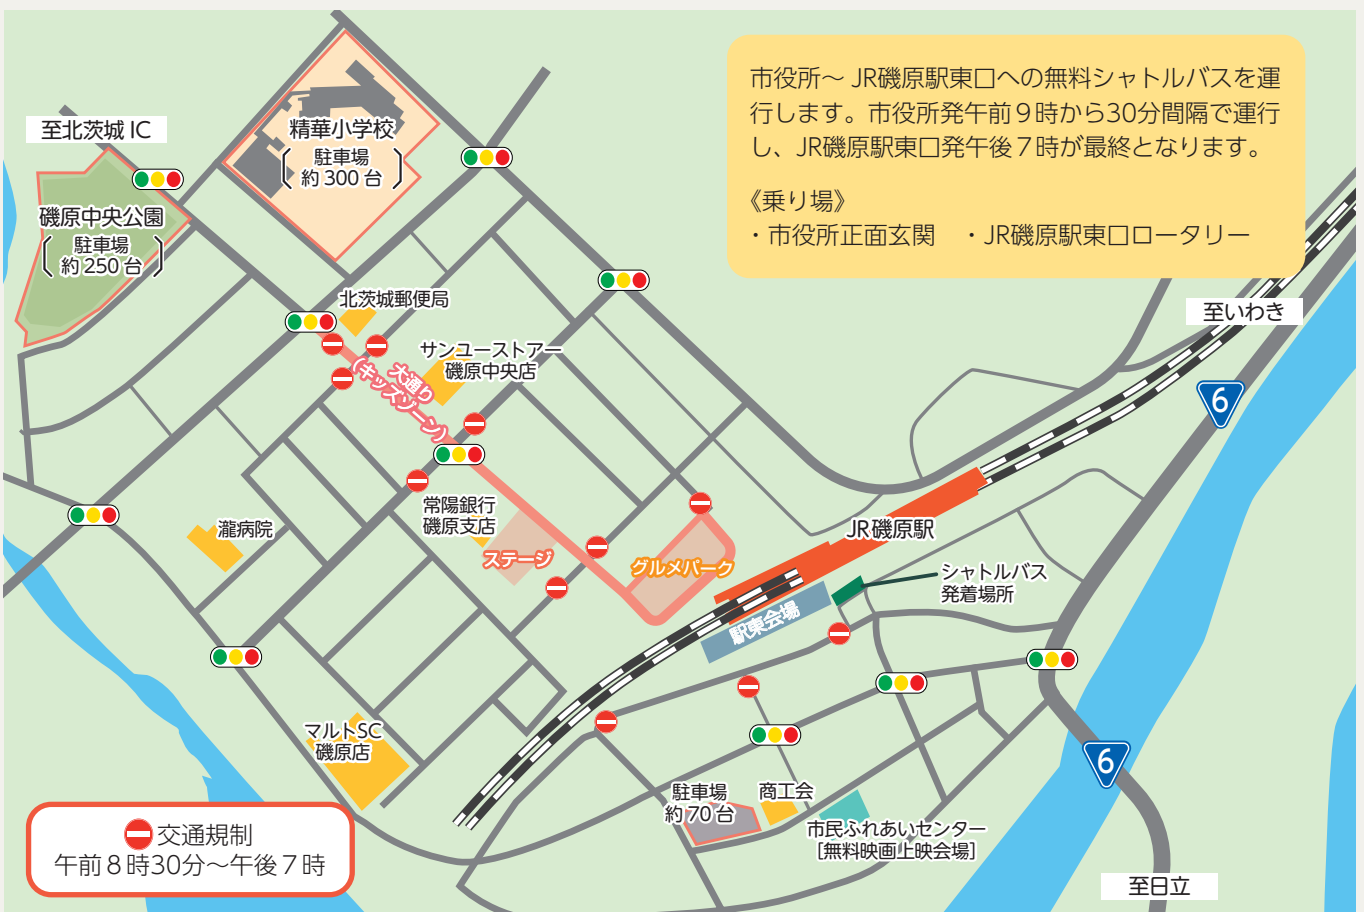 市役所～JR磯原駅東口への無料シャトルバスを運
行します。市役所発午前９時から30分間隔で運行
し、JR磯原駅東口発午後７時が最終となります。
《乗り場》
・市役所正面玄関　・JR磯原駅東口ロータリー
至北茨城 IC
精華小学校
駐車場
約300台
磯原中央公園
駐車場
約250台
北茨城郵便局
サンユーストアー
磯原中央店
大通り
（キッズゾーン）
至いわき
6
常陽銀行
磯原支店
ステージ
瀧病院
グルメパーク
JR磯原駅
シャトルバス
発着場所
駅東会場
マルトSC
磯原店
6
駐車場
約70台
商工会
市民ふれあいセンター
［無料映画上映会場］
交通規制
午前８時30分～午後７時
至日立